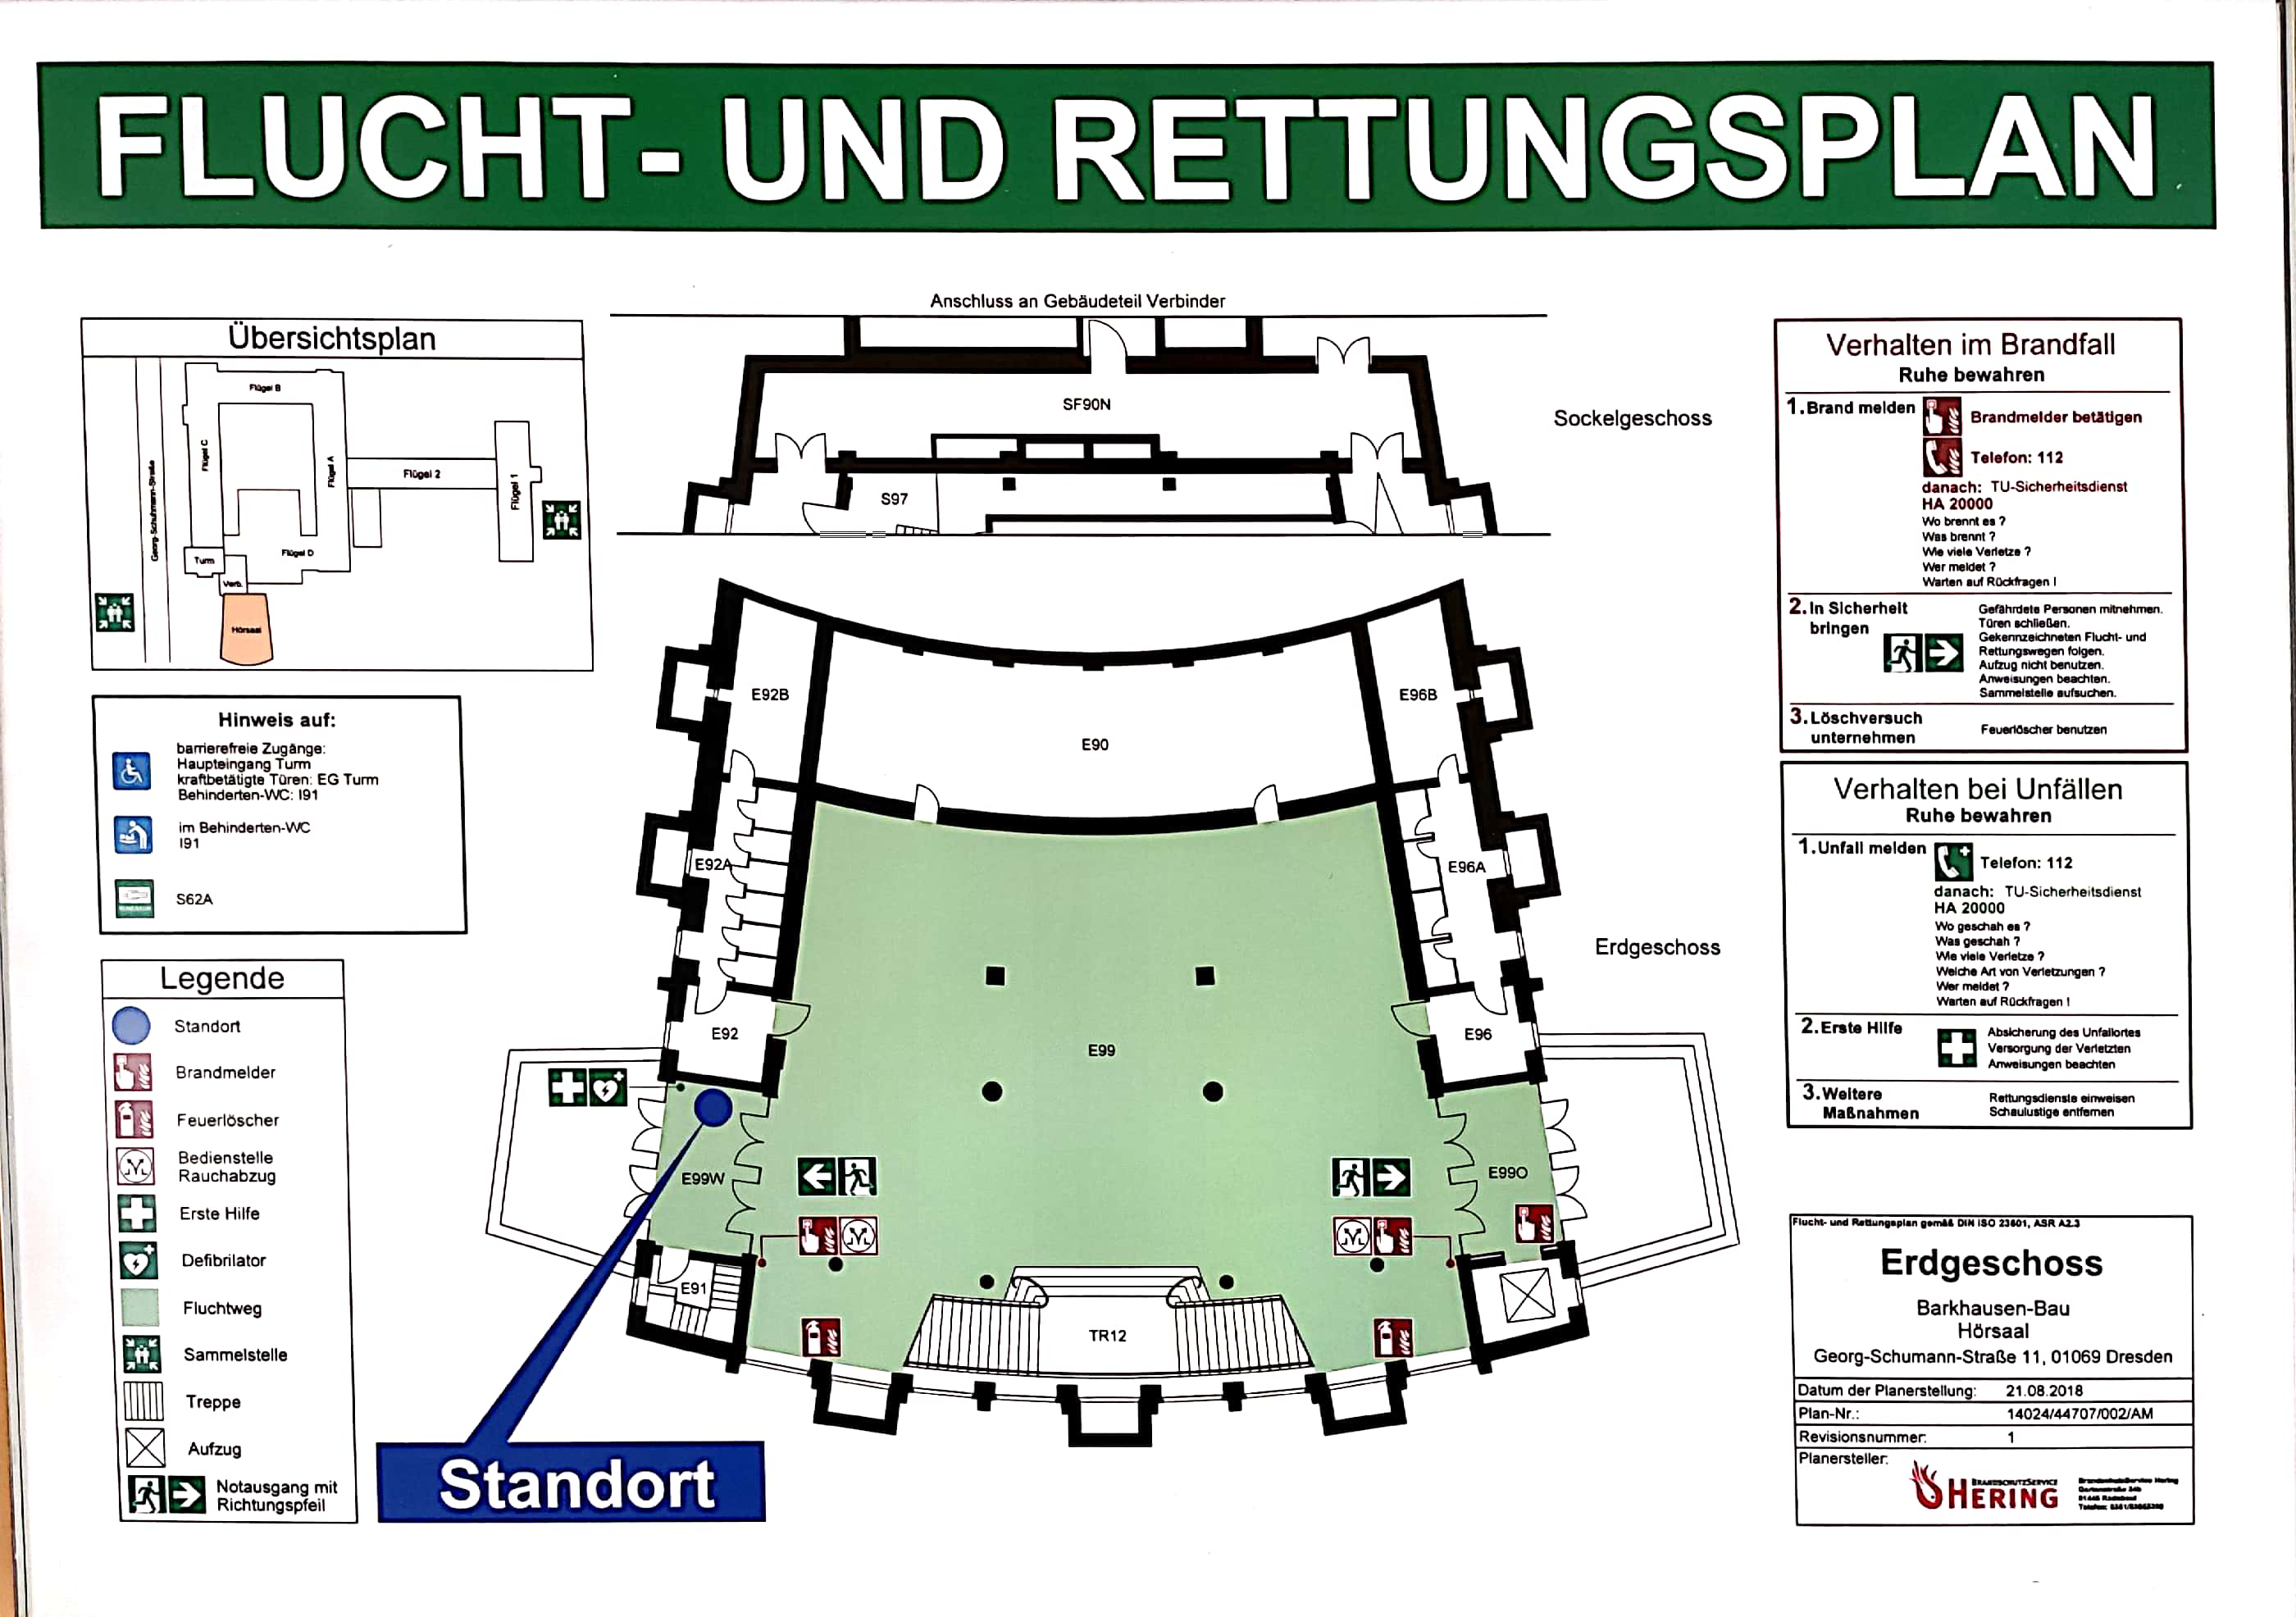 FLUCHT- UND RETTUNGSPLAN
Übersichtsplan
Flügel B
Flügel C
Flügel A
Georg-Schuhmann-Straße
Flügel 2
Flügel 1
Flügel D
Turm
Verb.
Hörsaal
Hinweis auf:
barrierefreie Zugänge:
Haupteingang Turm
kraftbetätigte Türen: EG Turm
Behinderten-WC: I91
im Behinderten-WC
I91
S62A
Legende
Standort
Brandmelder
Feuerlöscher
Bedienstelle
Rauchabzug
Erste Hilfe
Defibrilator
Fluchtweg
Sammelstelle
Treppe
Aufzug
Notausgang mit
Richtungspfeil
Anschluss an Gebäudeteil Verbinder
SF90N
Sockelgeschoss
S97
E92B
E96B
E90
E92A
E96A
Erdgeschoss
E92
E96
E99
E99W
E99O
E91
TR12
Standort
Verhalten im Brandfall
Ruhe bewahren
1. Brand melden
Brandmelder betätigen
Telefon: 112
danach: TU-Sicherheitsdienst
HA 20000
Wo brennt es ?
Was brennt ?
Wie viele Verletze ?
Wer meldet ?
Warten auf Rückfragen !
2. In Sicherheit
bringen
Gefährdete Personen mitnehmen.
Türen schließen.
Gekennzeichneten Flucht- und
Rettungswegen folgen.
Aufzug nicht benutzen.
Anweisungen beachten.
Sammelstelle aufsuchen.
3. Löschversuch
unternehmen
Feuerlöscher benutzen
Verhalten bei Unfällen
Ruhe bewahren
1. Unfall melden
Telefon: 112
danach: TU-Sicherheitsdienst
HA 20000
Wo geschah es ?
Was geschah ?
Wie viele Verletze ?
Welche Art von Verletzungen ?
Wer meldet ?
Warten auf Rückfragen !
2. Erste Hilfe
Absicherung des Unfallortes
Versorgung der Verletzten
Anweisungen beachten
3. Weitere
Maßnahmen
Rettungsdienste einweisen
Schaulustige entfernen
Flucht- und Rettungsplan gemäß DIN ISO 23601, ASR A2.3
Erdgeschoss
Barkhausen-Bau
Hörsaal
Georg-Schumann-Straße 11, 01069 Dresden
Datum der Planerstellung: 21.08.2018
Plan-Nr.: 14024/44707/002/AM
Revisionsnummer: 1
Planersteller:
BRANDSCHUTZSERVICE
HERING
BrandschutzService Hering